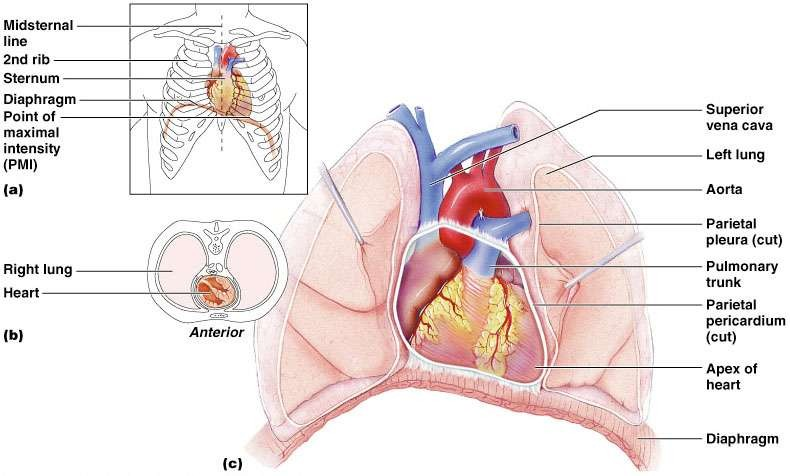 Midsternal
line
2nd rib
Sternum
Diaphragm
Point of
maximal
intensity
(PMI)
(a)
Right lung
Heart
Anterior
(b)
Superior
vena cava
Left lung
Aorta
Parietal
pleura (cut)
Pulmonary
trunk
Parietal
pericardium
(cut)
Apex of
heart
Diaphragm
(c)